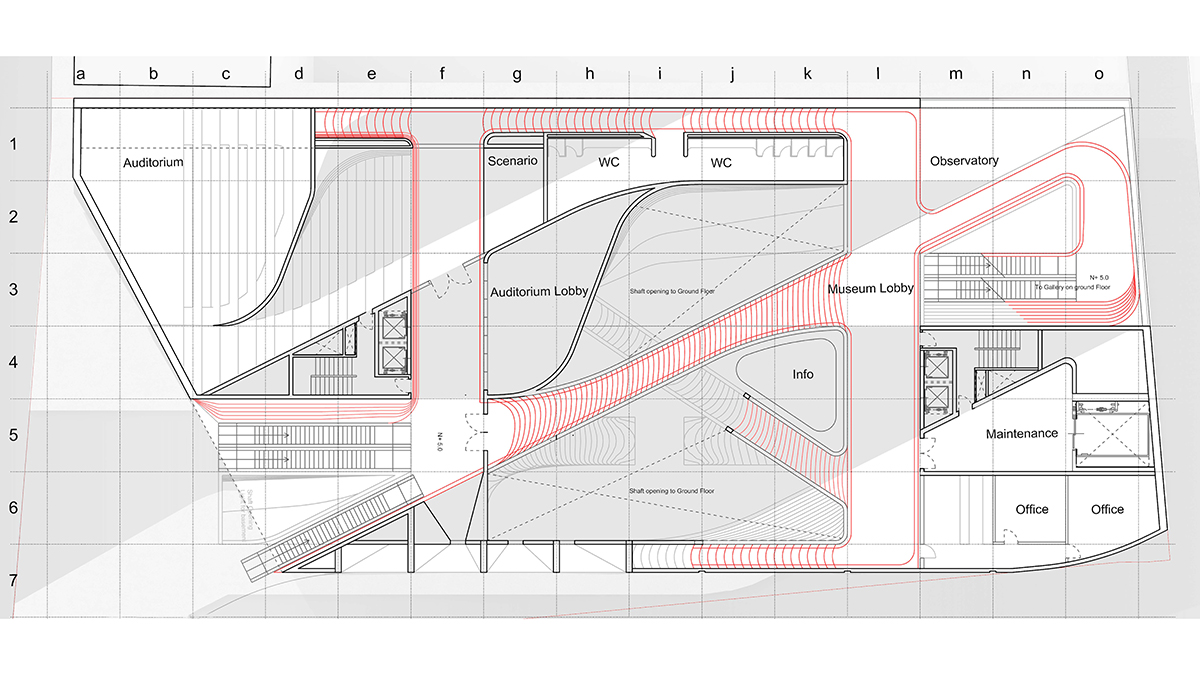 a b c d e f g h i j k l m n o
1
Auditorium
Scenario
WC
WC
Observatory
2
N+ 5.0
To Gallery on ground Floor
3
Auditorium Lobby
Shaft opening to Ground Floor
Museum Lobby
4
Info
5
N+ 5.0
Maintenance
Shaft opening to Ground Floor
6
Office
Office
7